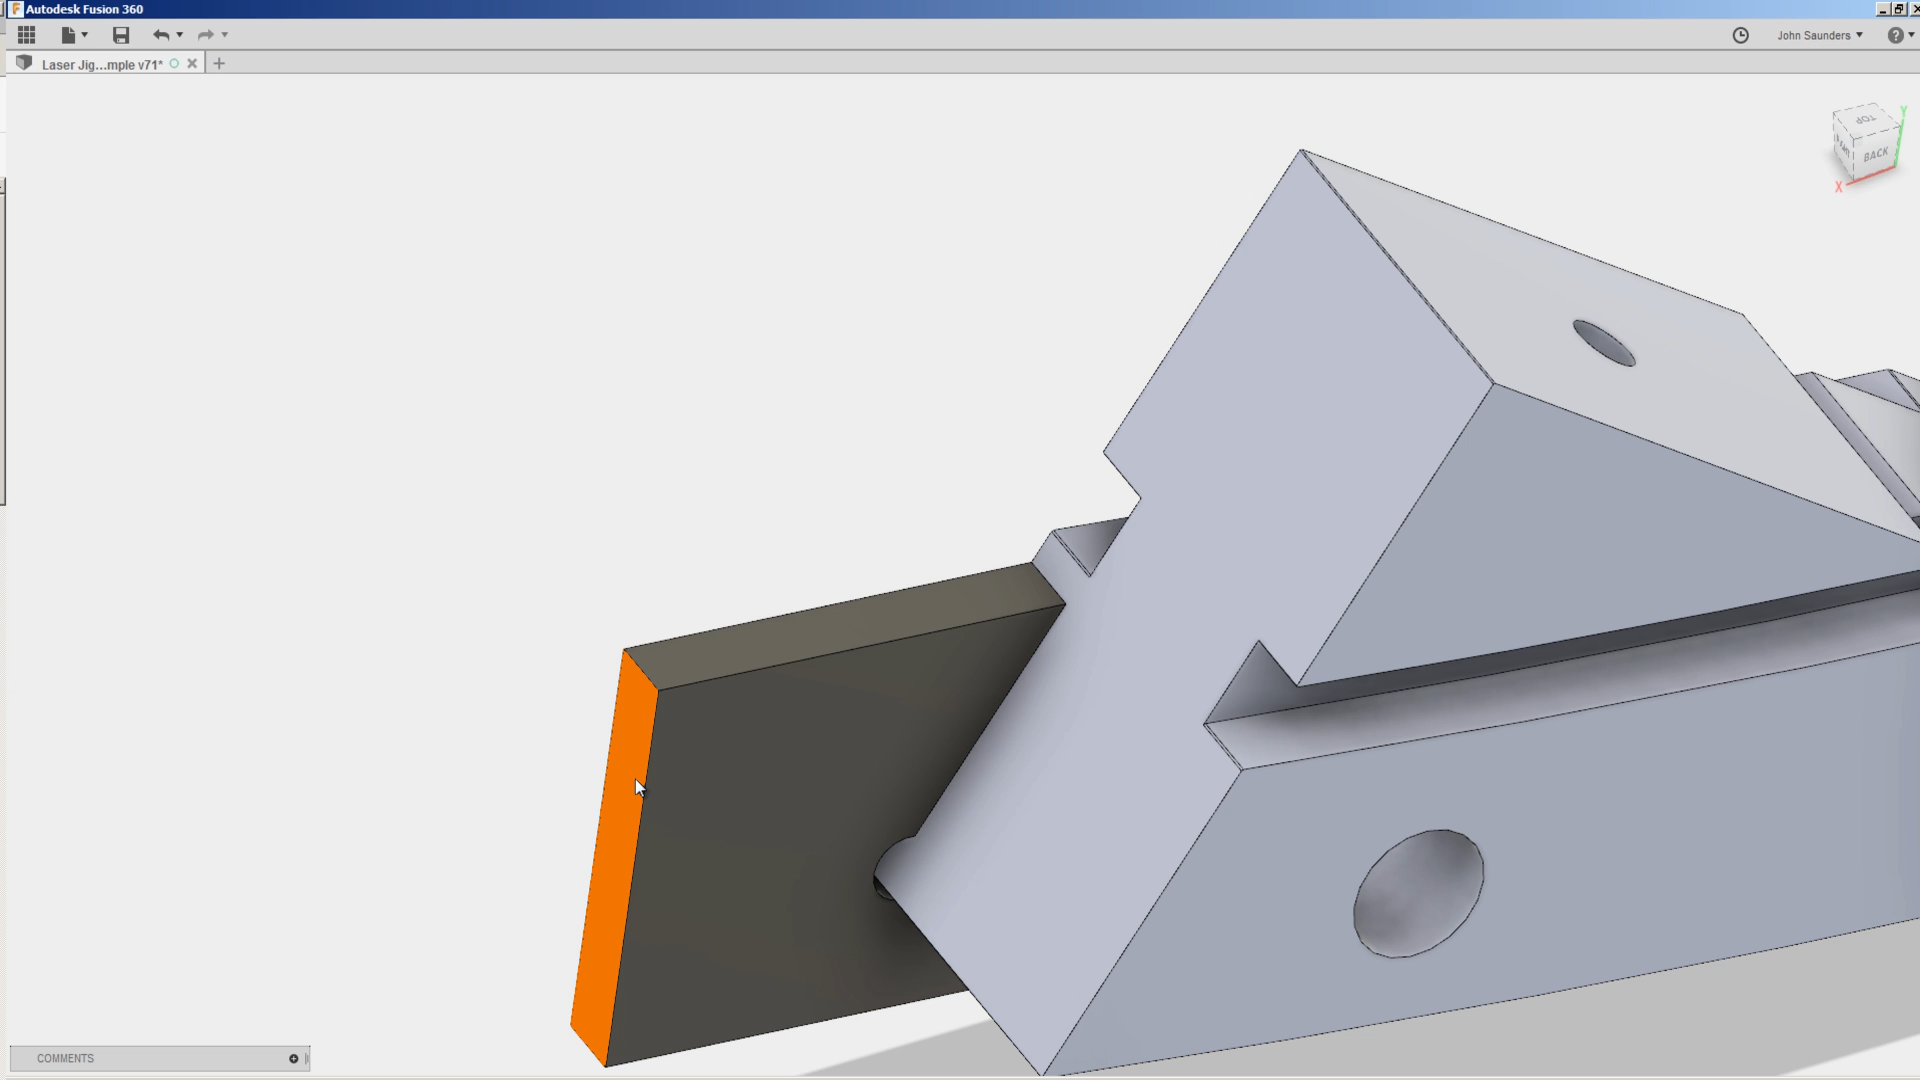 Autodesk Fusion 360
John Saunders
Laser Jig...mple v71*
TOP
BACK
Y
X
COMMENTS